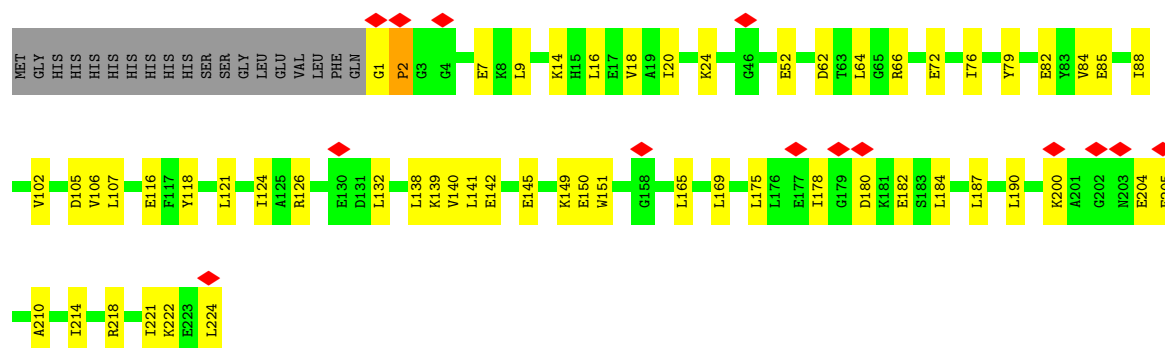 MET GLY HIS HIS HIS HIS HIS HIS HIS HIS SER SER GLY LEU GLU VAL LEU PHE GLN G1 P2 G3 G4 E7 K8 L9 K14 H15 L16 E17 V18 A19 I20 K24 G46 E52 D62 T63 L64 G65 R66 E72 I76 Y79 E82 Y83 V84 E85 I88
V102 D105 V106 L107 E116 F117 Y118 L121 I124 A125 R126 E130 D131 L132 L138 K139 V140 L141 E142 E145 K149 E150 W151 G158 L165 L169 L175 L176 E177 I178 G179 D180 K181 E182 S183 L184 L187 L190 K200 A201 G202 N203 E204
A210 I214 R218 I221 K222 E223 L224